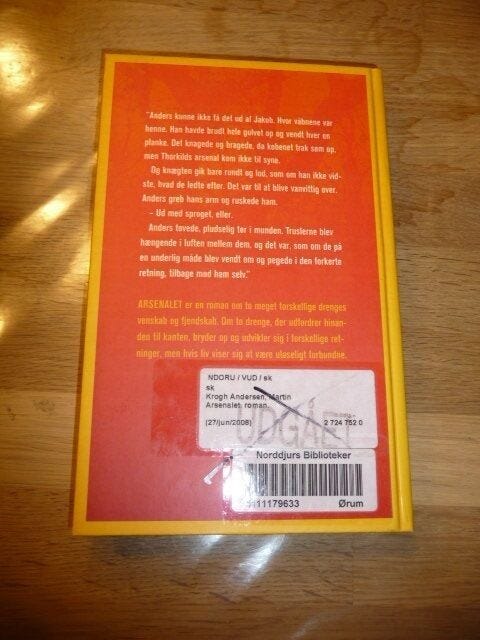 "Anders kunne ikke få det ud af Jakob. Hvor våbnene var
henne. Han havde brudt hele gulvet op og vendt hver en
planke. Det knagede og bragede, da kobenet trak søm op,
men Thorkilds arsenal kom ikke til syne.
Og knægten gik bare rundt og lod, som om han ikke vid-
ste, hvad de ledte efter. Det var til at blive vanvittig over.
Anders greb hans arm og ruskede ham.
- Ud med sproget, eller.
Anders tøvede, pludselig tør i munden. Truslerne blev
hængende i luften mellem dem, og det var, som om de på
en underlig måde blev vendt om og pegede i den forkerte
retning, tilbage mod ham selv."
ARSENALET er en roman om to meget forskellige drenges
venskab og fjendskab. Om to drenge, der udfordrer hinan-
den til kanten, bryder op og udvikler sig i forskellige ret-
ninger, men hvis liv viser sig at være uløseligt forbundne.
NDORU / VUD / sk
sk
Krogh Andersen, Martin
Arsenalet: roman.
(27/jun/2008) 2 724 752 0
UDGÅET
Norddjurs Biblioteker
111179633 Ørum